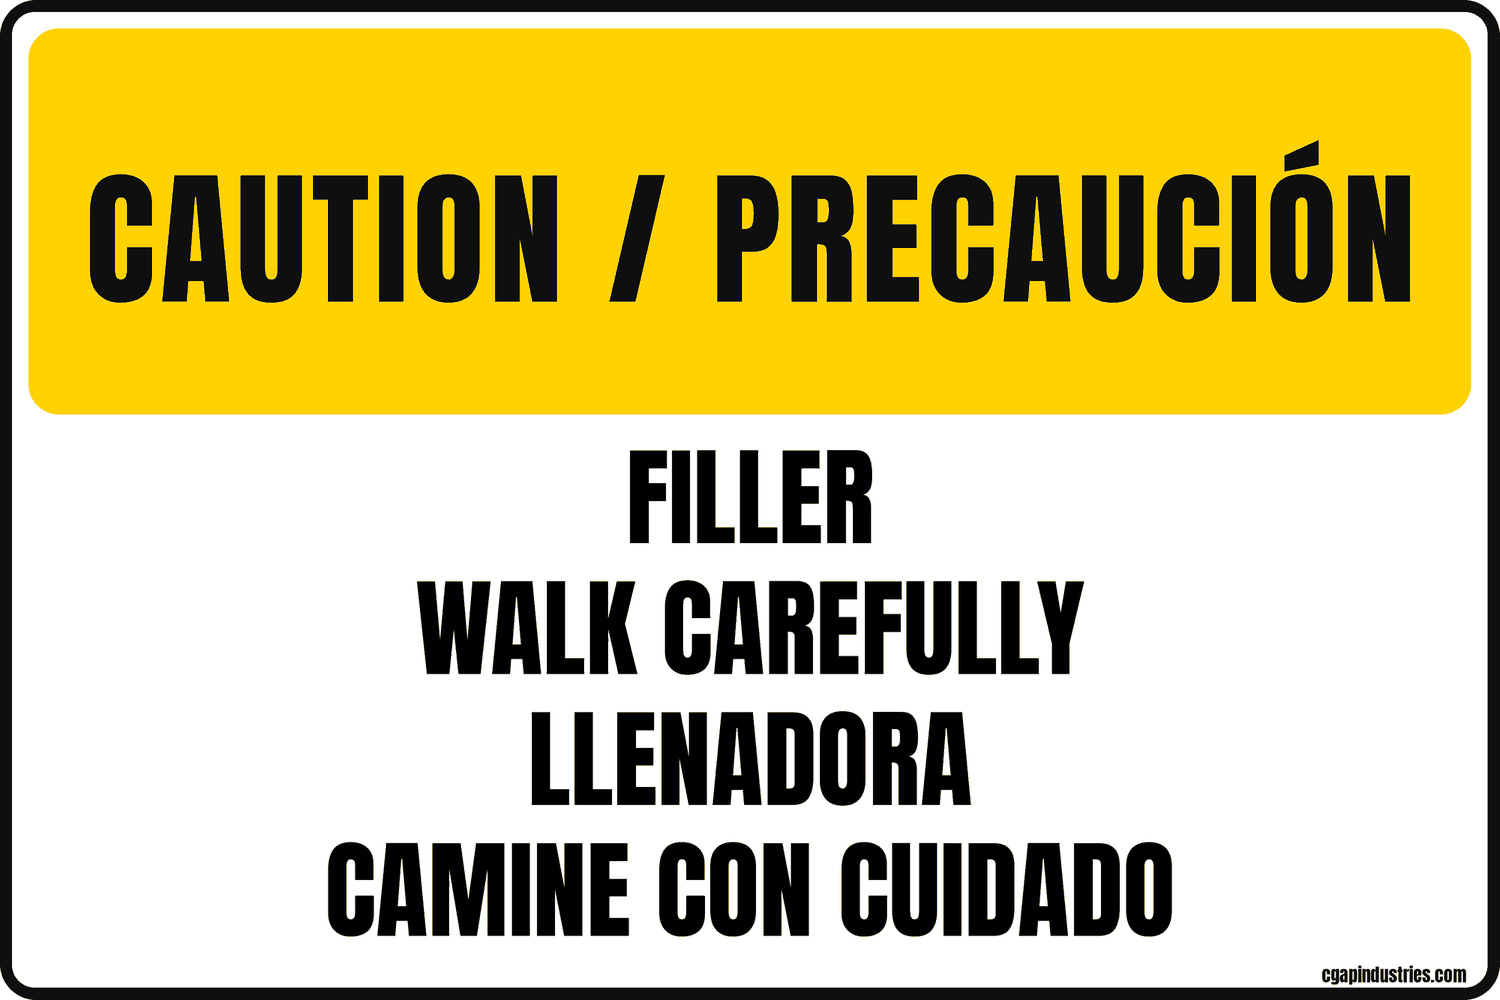 CAUTION / PRECAUCIÓN
FILLER
WALK CAREFULLY
LLENADORA
CAMINE CON CUIDADO
cgapindustries.com